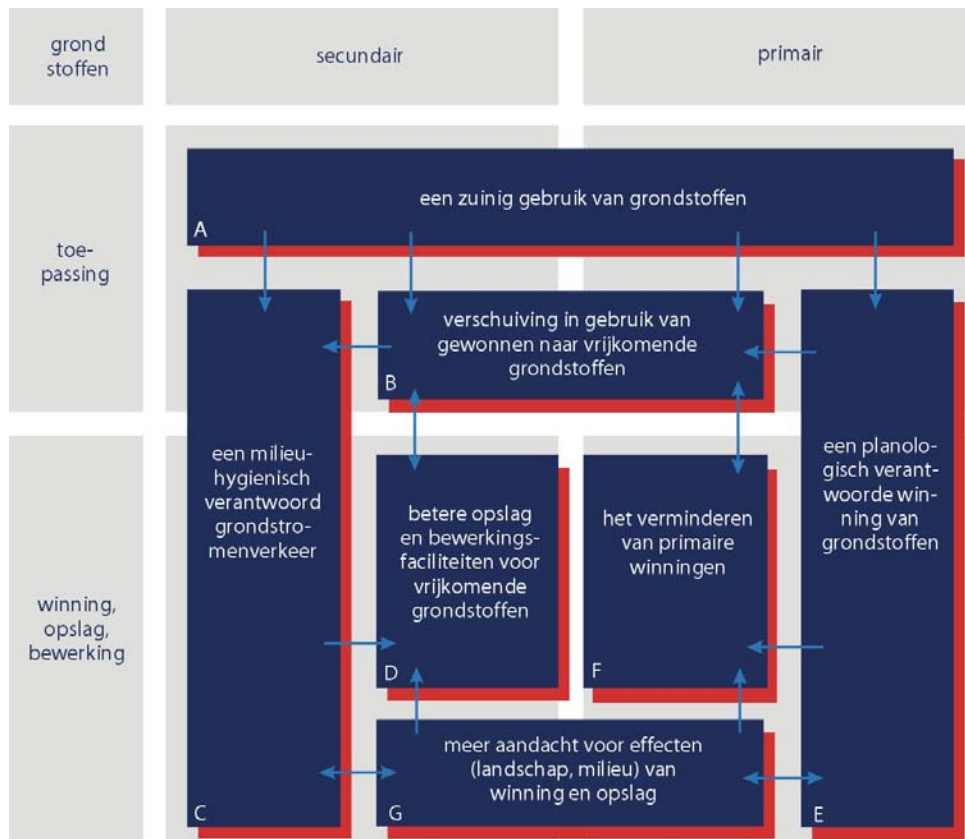 grond
stoffen
secundair
primair
toe-
passing
een zuinig gebruik van grondstoffen
A
verschuiving in gebruik van
gewonnen naar vrijkomende
grondstoffen
B
een milieu-
hygienisch
verantwoord
grondstro-
menverkeer
C
een planolo-
gisch verant-
woorde win-
ning van
grondstoffen
E
winning,
opslag,
bewerking
betere opslag
en bewerkings-
faciliteiten voor
vrijkomende
grondstoffen
D
het verminderen
van primaire
winningen
F
meer aandacht voor effecten
(landschap, milieu) van
winning en opslag
G